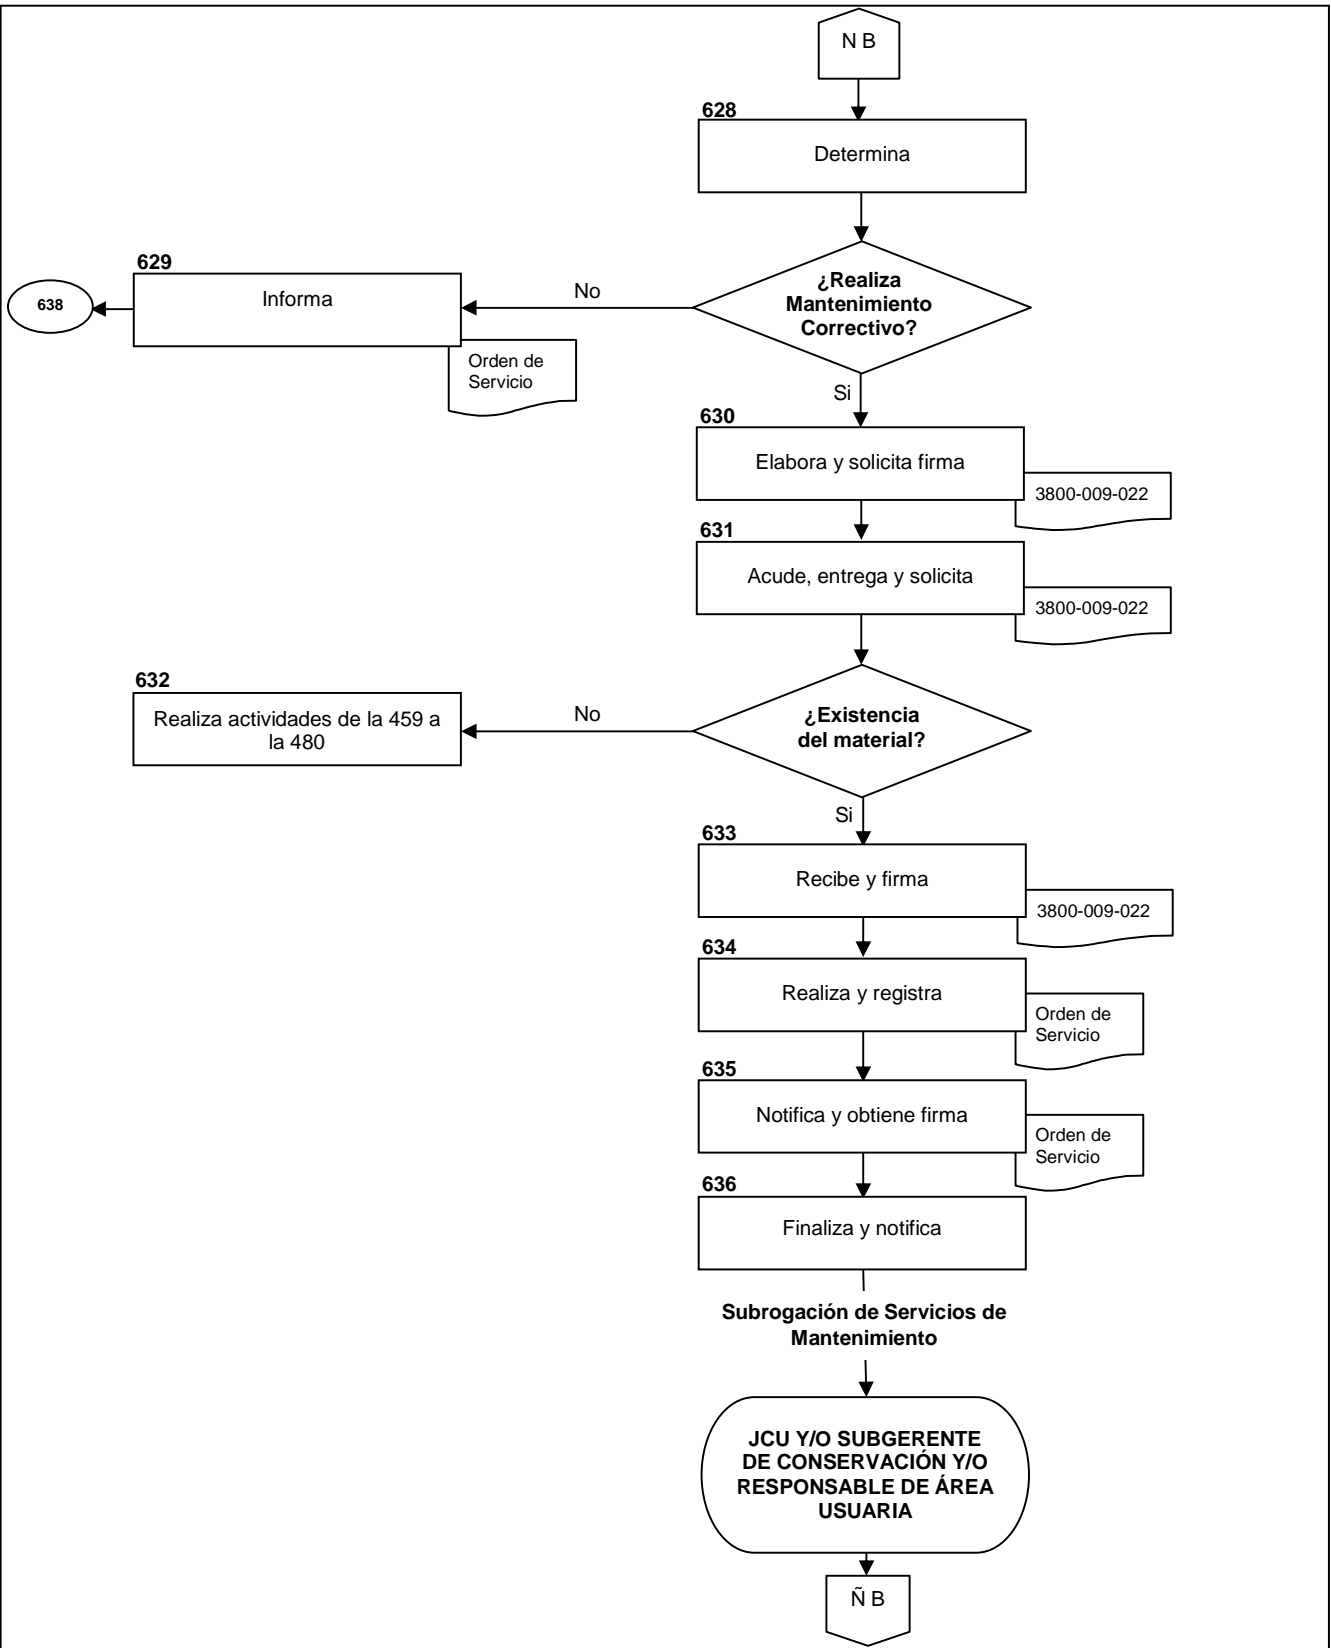 N B
628
Determina
¿Realiza
Mantenimiento
Correctivo?
No
629
Informa
638
Orden de
Servicio
Si
630
Elabora y solicita firma
3800-009-022
631
Acude, entrega y solicita
3800-009-022
¿Existencia
del material?
No
632
Realiza actividades de la 459 a
la 480
Si
633
Recibe y firma
3800-009-022
634
Realiza y registra
Orden de
Servicio
635
Notifica y obtiene firma
Orden de
Servicio
636
Finaliza y notifica
Subrogación de Servicios de
Mantenimiento
JCU Y/O SUBGERENTE
DE CONSERVACIÓN Y/O
RESPONSABLE DE ÁREA
USUARIA
Ñ B